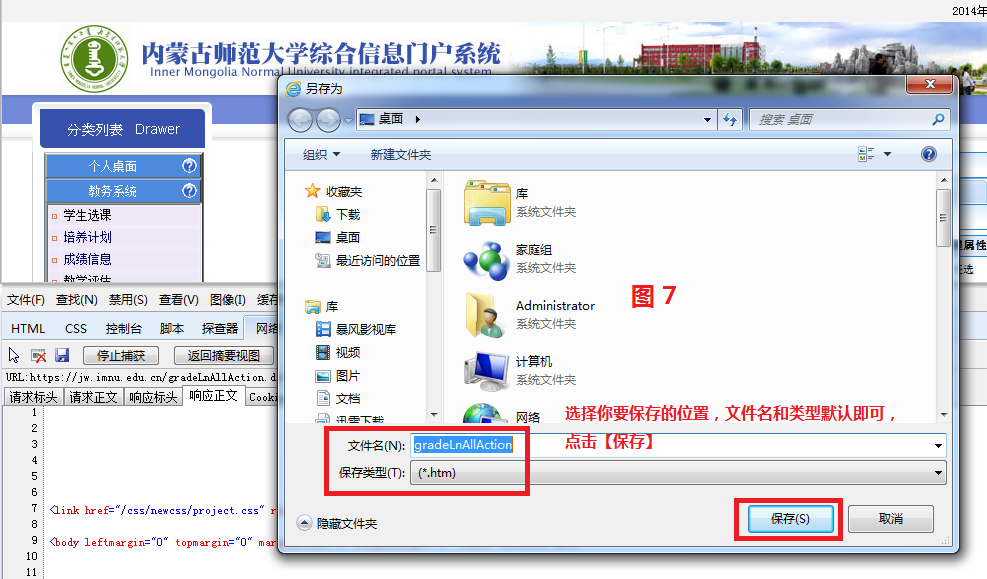 2014年
内蒙古师范大学综合信息门户系统
Inner Mongolia Normal University integrated portal system
分类列表 Drawer
个人桌面
教务系统
学生选课
培养计划
成绩信息
教学评估
文件(F) 查找(N) 禁用(S) 查看(V) 图像(I) 缓存
HTML CSS 控制台 脚本 探查器 网络
停止捕获 返回摘要视图
URL:https://jw.imnu.edu.cn/gradeLnAllAction.d
请求标头 请求正文 响应标头 响应正文 Cooki
1
2
3
4
5
6
7 <link href="/css/newcss/project.css" r
8
9 <body leftmargin="0" topmargin="0" mar
10
11
另存为
桌面
搜索 桌面
组织 新建文件夹
收藏夹
下载
桌面
最近访问的位置
库
暴风影视库
视频
图片
文档
迅雷下载
库
系统文件夹
家庭组
系统文件夹
Administrator
系统文件夹
计算机
系统文件夹
网络
图 7
选择你要保存的位置，文件名和类型默认即可，
点击【保存】
文件名(N): gradeLnAllAction
保存类型(T): (*.htm)
隐藏文件夹
保存(S) 取消
属性